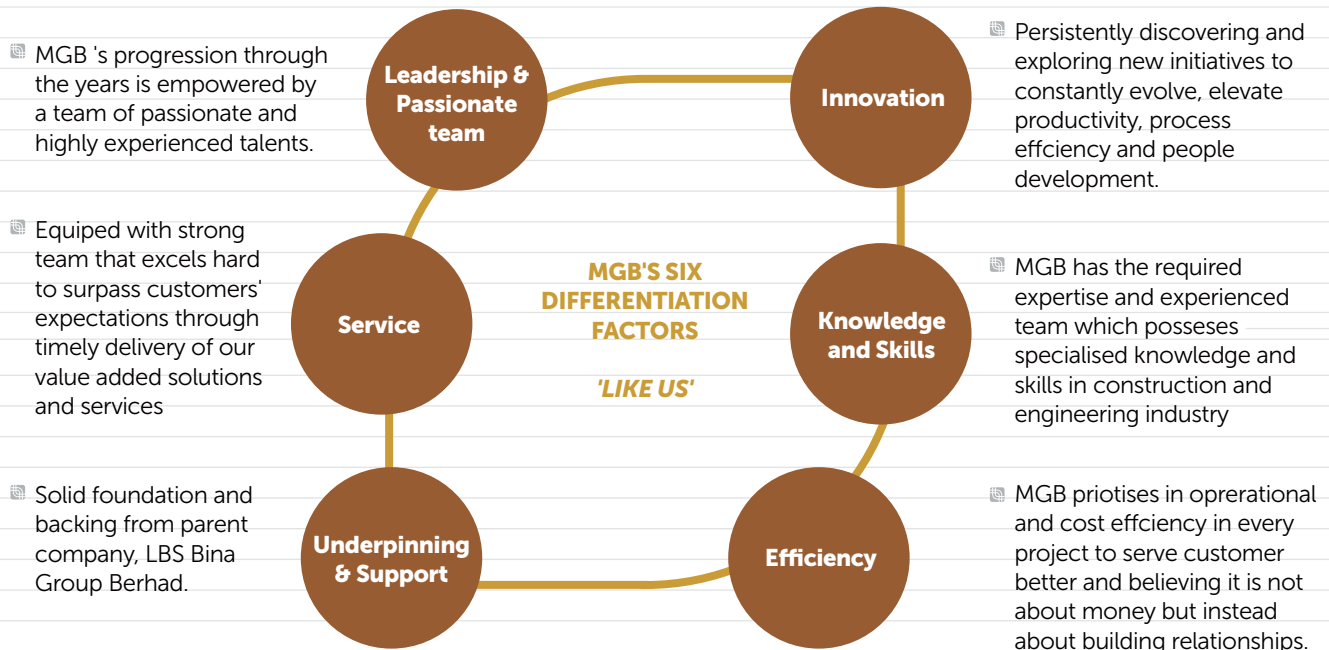 MGB 's progression through
the years is empowered by
a team of passionate and
highly experienced talents.
Leadership &
Passionate
team
Innovation
Persistently discovering and
exploring new initiatives to
constantly evolve, elevate
productivity, process
effciency and people
development.
Equiped with strong
team that excels hard
to surpass customers'
expectations through
timely delivery of our
value added solutions
and services
Service
MGB'S SIX
DIFFERENTIATION
FACTORS
'LIKE US'
Knowledge
and Skills
MGB has the required
expertise and experienced
team which posseses
specialised knowledge and
skills in construction and
engineering industry
Solid foundation and
backing from parent
company, LBS Bina
Group Berhad.
Underpinning
& Support
Efficiency
MGB priotises in oprerational
and cost effciency in every
project to serve customer
better and believing it is not
about money but instead
about building relationships.